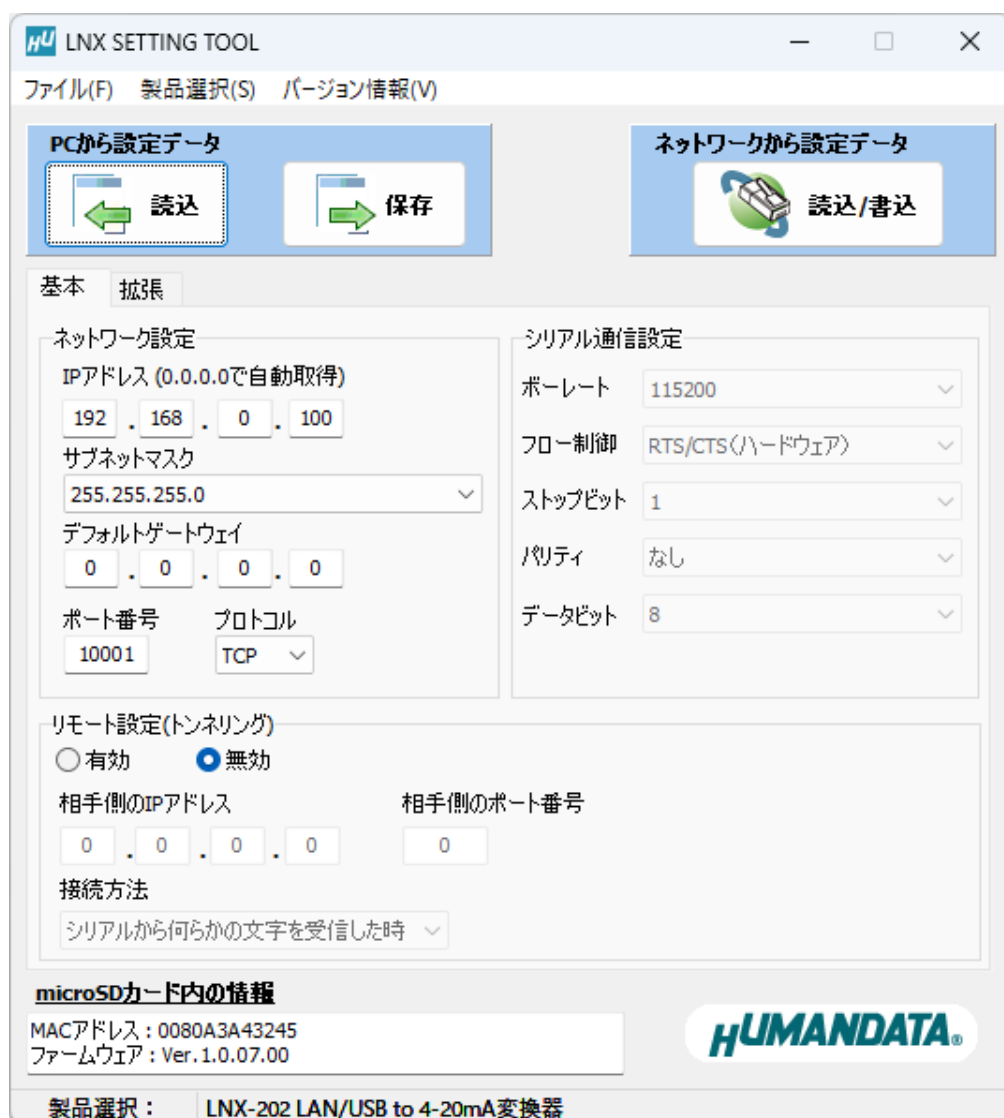 HU LNX SETTING TOOL
ファイル(F) 製品選択(S) バージョン情報(V)
PCから設定データ
読込 保存
ネットワークから設定データ
読込/書込
基本 拡張
ネットワーク設定
IPアドレス (0.0.0.0で自動取得)
192 . 168 . 0 . 100
サブネットマスク
255.255.255.0
デフォルトゲートウェイ
0 . 0 . 0 . 0
ポート番号 プロトコル
10001 TCP
シリアル通信設定
ボーレート 115200
フロー制御 RTS/CTS(ハードウェア)
ストップビット 1
パリティ なし
データビット 8
リモート設定(トンネリング)
有効 無効
相手側のIPアドレス 相手側のポート番号
0 . 0 . 0 . 0 0
接続方法
シリアルから何らかの文字を受信した時
microSDカード内の情報
MACアドレス : 0080A3A43245
ファームウェア : Ver.1.0.07.00
HUMANDATA®
製品選択： LNX-202 LAN/USB to 4-20mA変換器